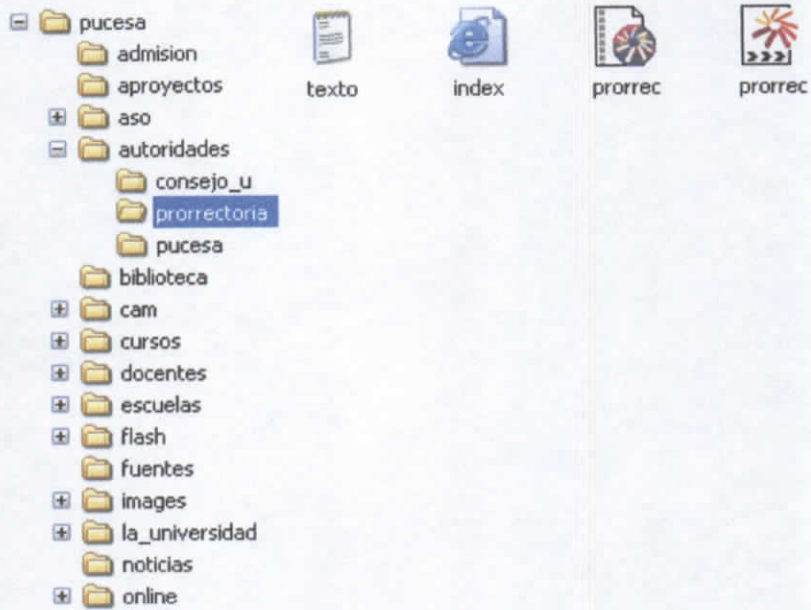 pucesa
admision
aproyectos
aso
autoridades
consejo_u
prorrectoria
pucesa
biblioteca
cam
cursos
docentes
escuelas
flash
fuentes
images
la_universidad
noticias
online
texto index prorrec prorrec